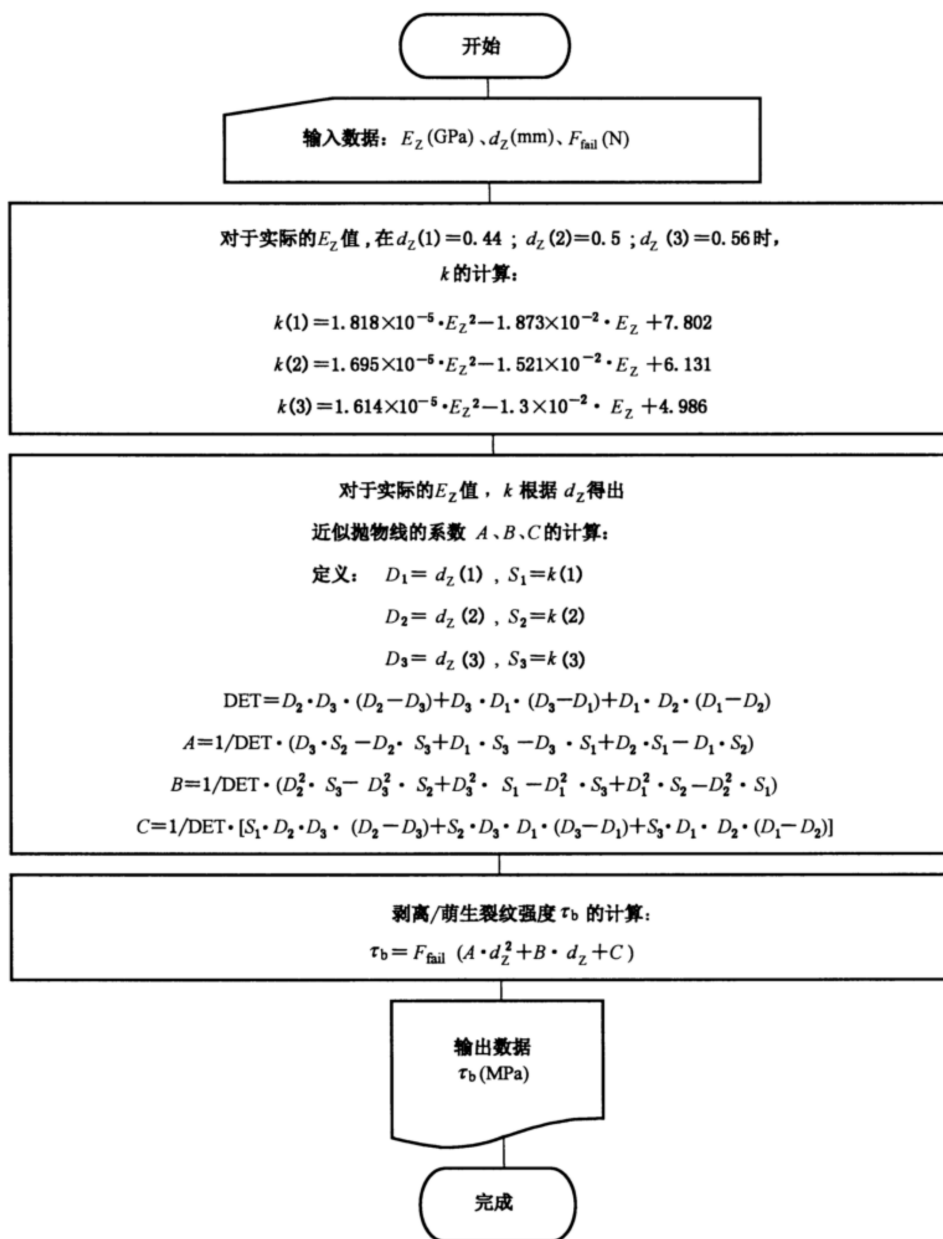 开始
输入数据：E_Z(GPa)、d_Z(mm)、F_fail(N)
对于实际的E_Z值，在d_Z(1)=0.44；d_Z(2)=0.5；d_Z(3)=0.56时，
k的计算：
k(1)=1.818×10⁻⁵·E_Z²−1.873×10⁻²·E_Z+7.802
k(2)=1.695×10⁻⁵·E_Z²−1.521×10⁻²·E_Z+6.131
k(3)=1.614×10⁻⁵·E_Z²−1.3×10⁻²·E_Z+4.986
对于实际的E_Z值，k根据d_Z得出
近似抛物线的系数 A、B、C的计算：
定义： D₁=d_Z(1)，S₁=k(1)
D₂=d_Z(2)，S₂=k(2)
D₃=d_Z(3)，S₃=k(3)
DET=D₂·D₃·(D₂−D₃)+D₃·D₁·(D₃−D₁)+D₁·D₂·(D₁−D₂)
A=1/DET·(D₃·S₂−D₂·S₃+D₁·S₃−D₃·S₁+D₂·S₁−D₁·S₂)
B=1/DET·(D₂²·S₃−D₃²·S₂+D₃²·S₁−D₁²·S₃+D₁²·S₂−D₂²·S₁)
C=1/DET·[S₁·D₂·D₃·(D₂−D₃)+S₂·D₃·D₁·(D₃−D₁)+S₃·D₁·D₂·(D₁−D₂)]
剥离/萌生裂纹强度τ_b的计算：
τ_b=F_fail(A·d_Z²+B·d_Z+C)
输出数据
τ_b(MPa)
完成